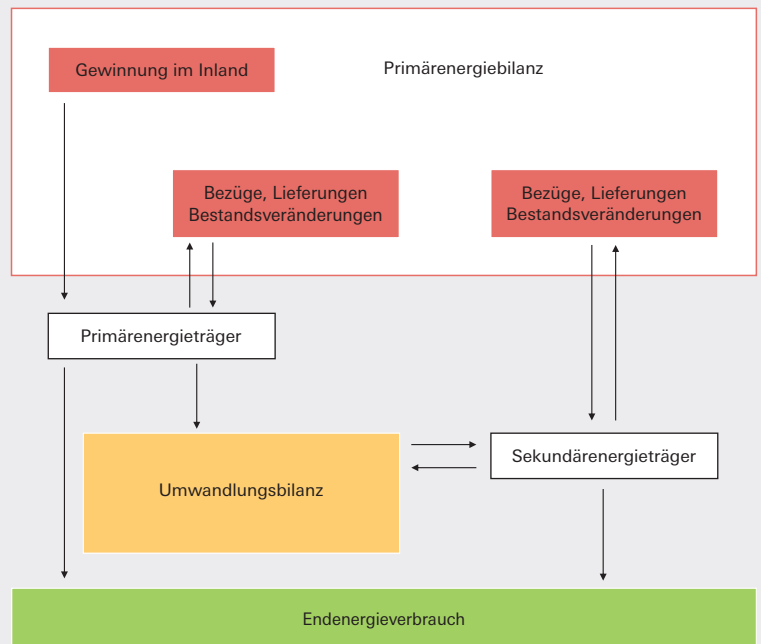 Gewinnung im Inland
Primärenergiebilanz
Bezüge, Lieferungen
Bestandsveränderungen
Bezüge, Lieferungen
Bestandsveränderungen
Primärenergieträger
Umwandlungsbilanz
Sekundärenergieträger
Endenergieverbrauch